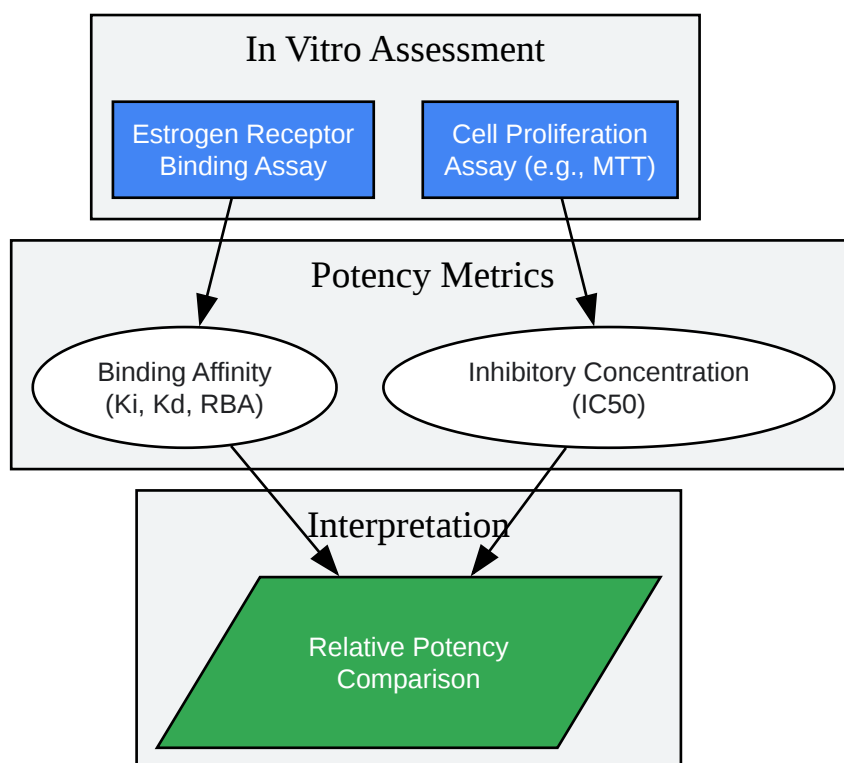 In Vitro Assessment
Estrogen Receptor
Binding Assay
Cell Proliferation
Assay (e.g., MTT)
Potency Metrics
Binding Affinity
(Ki, Kd, RBA)
Inhibitory Concentration
(IC50)
Interpretation
Relative Potency
Comparison